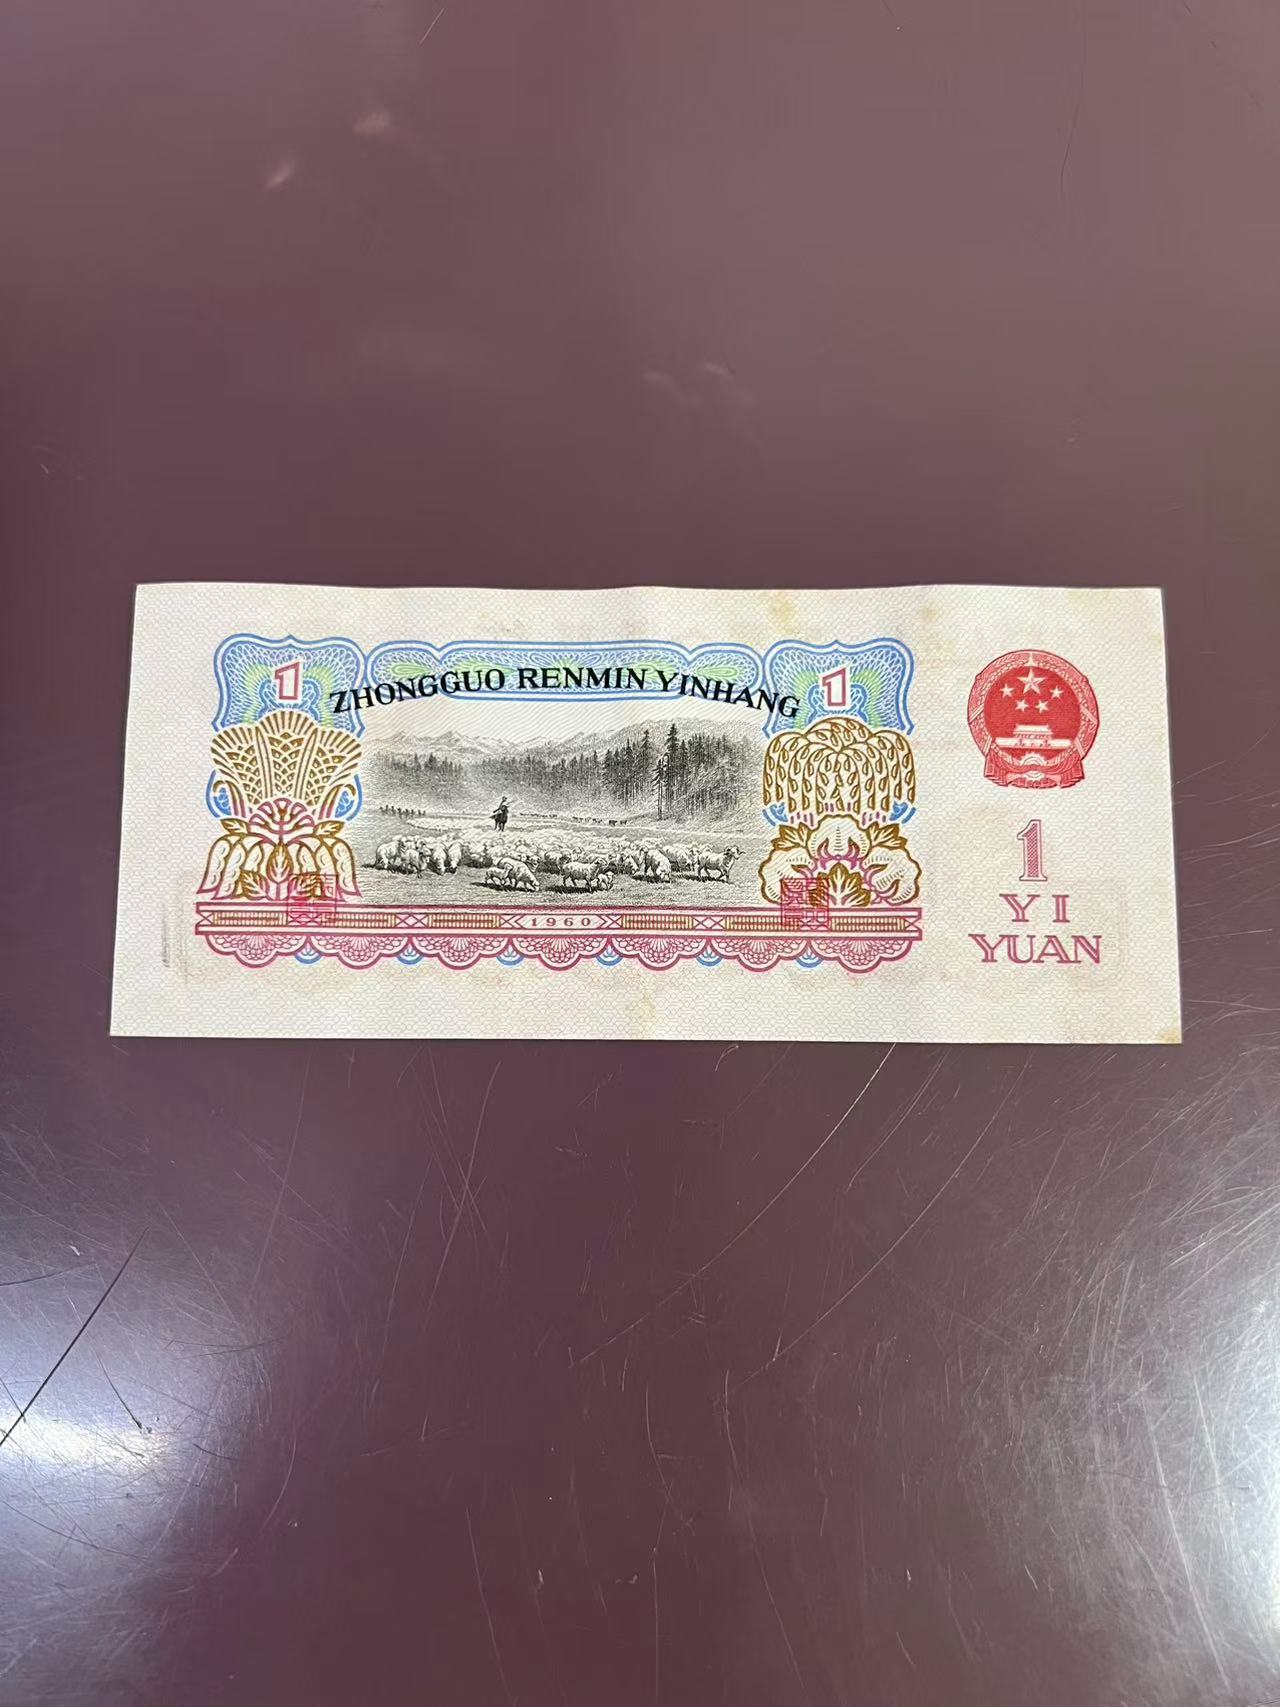 1
ZHONGGUO RENMIN YINHANG
1
1960
1
YI
YUAN